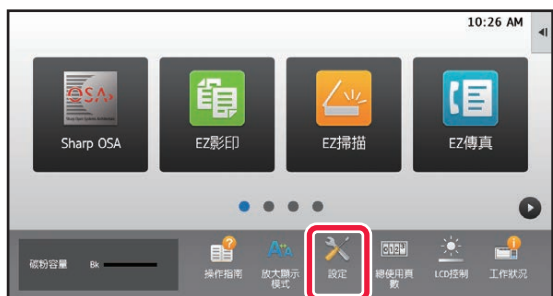 10:26 AM
OSA
Sharp OSA
EZ影印
EZ掃描
EZ傳真
碳粉容量 Bk
操作指南
Aa
放大顯示
模式
設定
總使用頁
數
LCD控制
工作狀況